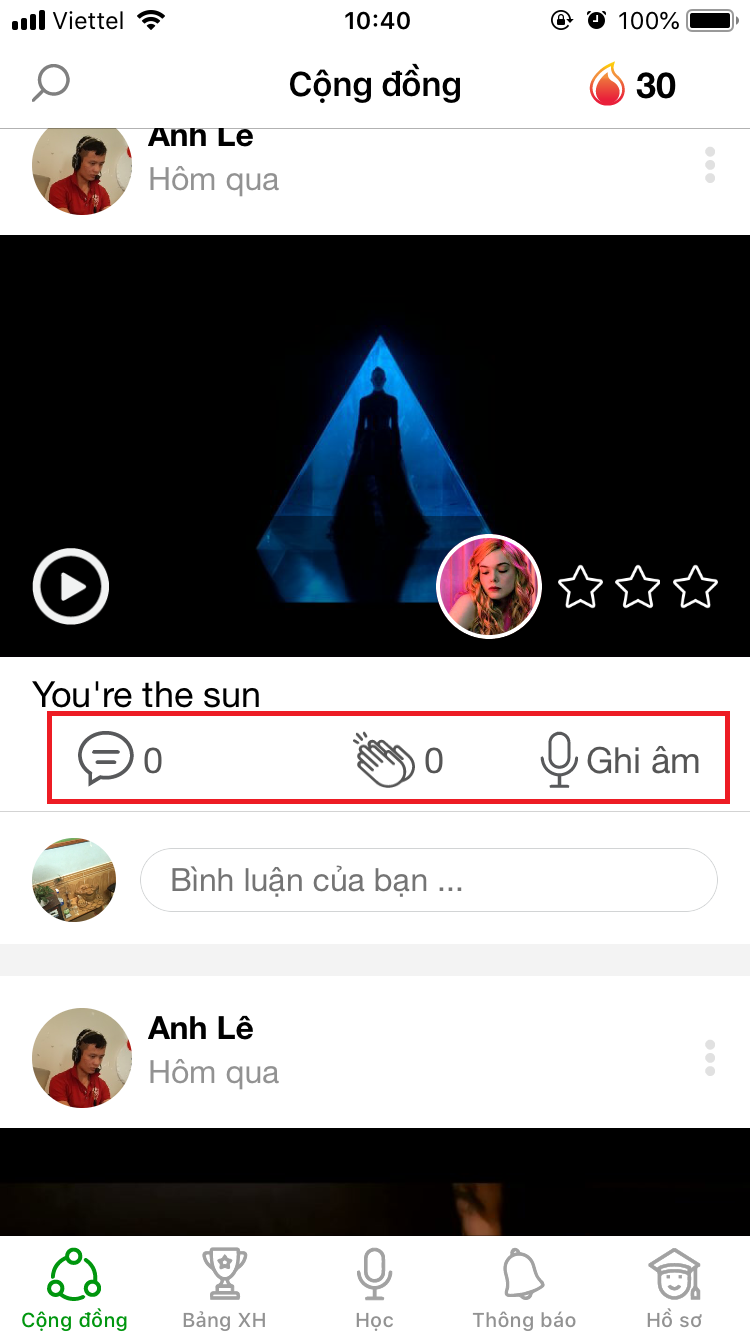 Viettel 10:40 100%
Cộng đồng 30
Anh Lê
Hôm qua
You're the sun
0 0 Ghi âm
Bình luận của bạn ...
Anh Lê
Hôm qua
Cộng đồng Bảng XH Học Thông báo Hồ sơ